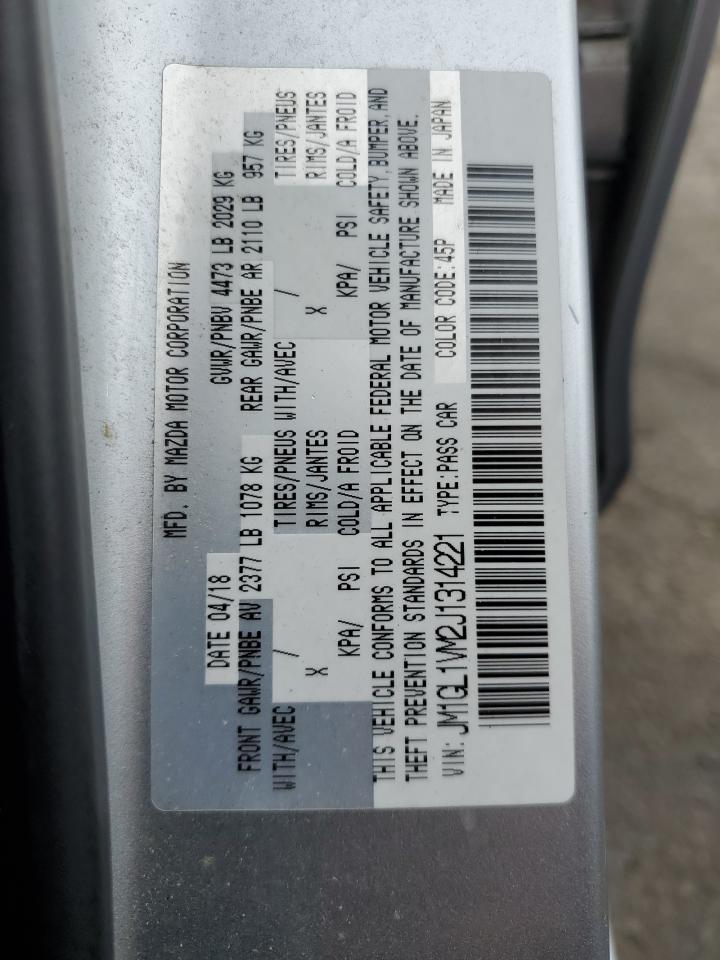 MFD. BY MAZDA MOTOR CORPORATION
DATE 04/18 GVWR/PNBV 4473 LB 2029 KG
FRONT GAWR/PNBE AV 2377 LB 1078 KG REAR GAWR/PNBE AR 2110 LB 957 KG
WITH/AVEC / TIRES/PNEUS WITH/AVEC / TIRES/PNEUS
X RIMS/JANTES X RIMS/JANTES
KPA/ PSI COLD/A FROID KPA/ PSI COLD/A FROID
THIS VEHICLE CONFORMS TO ALL APPLICABLE FEDERAL MOTOR VEHICLE SAFETY, BUMPER, AND
THEFT PREVENTION STANDARDS IN EFFECT ON THE DATE OF MANUFACTURE SHOWN ABOVE.
VIN: JM1GL1VM2J1314221 TYPE:PASS CAR COLOR CODE:45P MADE IN JAPAN